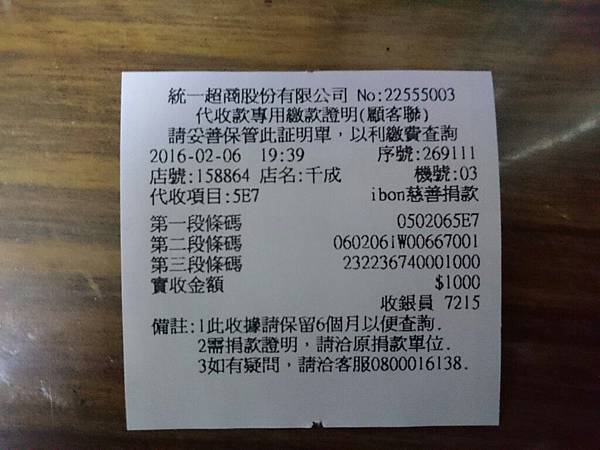 統一超商股份有限公司 No:22555003
代收款專用繳款證明(顧客聯)
請妥善保管此証明單，以利繳費查詢
2016-02-06 19:39 序號:269111
店號:158864 店名:千成 機號:03
代收項目:5E7 ibon慈善捐款
第一段條碼 0502065E7
第二段條碼 060206IW00667001
第三段條碼 232236740001000
實收金額 $1000
收銀員 7215
備註:1此收據請保留6個月以便查詢.
2需捐款證明，請洽原捐款單位.
3如有疑問，請洽客服0800016138.